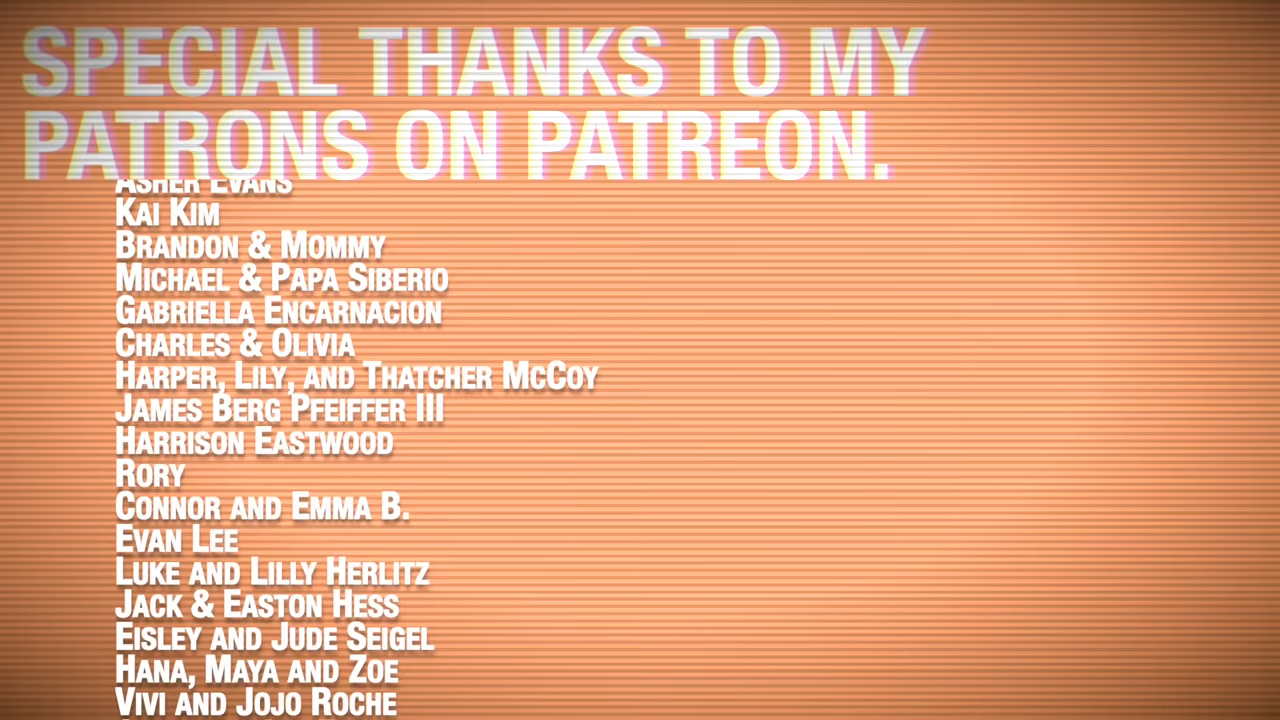 SPECIAL THANKS TO MY
PATRONS ON PATREON.
ASHER EVANS
KAI KIM
BRANDON & MOMMY
MICHAEL & PAPA SIBERIO
GABRIELLA ENCARNACION
CHARLES & OLIVIA
HARPER, LILY, AND THATCHER MCCOY
JAMES BERG PFEIFFER III
HARRISON EASTWOOD
RORY
CONNOR AND EMMA B.
EVAN LEE
LUKE AND LILLY HERLITZ
JACK & EASTON HESS
EISLEY AND JUDE SEIGEL
HANA, MAYA AND ZOE
VIVI AND JOJO ROCHE